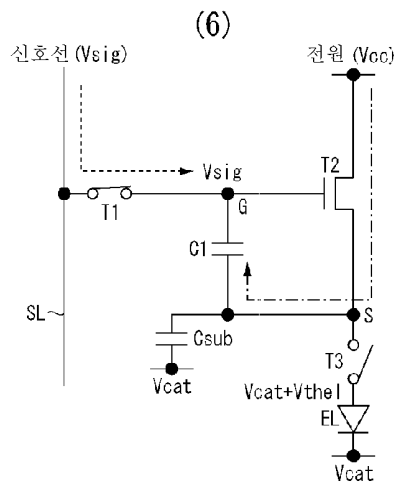 (6)
신호선 (Vsig)
전원 (Vcc)
Vsig
T2
T1
G
C1
SL
S
Csub
T3
Vcat
Vcat+Vthel
EL
Vcat